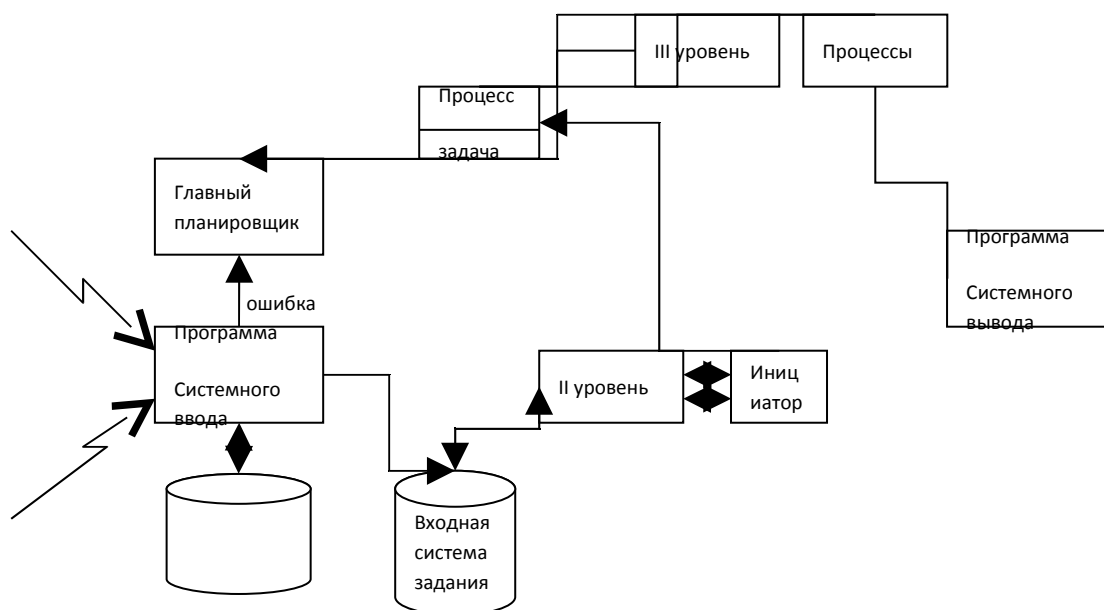 III уровень
Процессы
Процесс
задача
Главный
планировщик
Программа
Системного
вывода
ошибка
Программа
Системного
ввода
II уровень
Иниц
иатор
Входная
система
задания